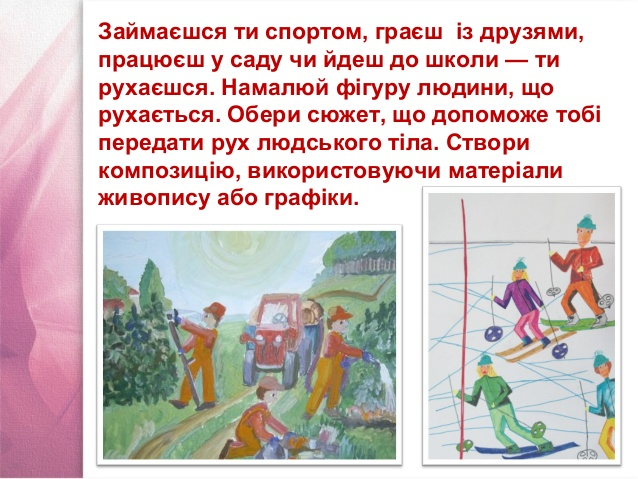 Займаєшся ти спортом, граєш  із друзями,
працюєш у саду чи йдеш до школи — ти
рухаєшся. Намалюй фігуру людини, що
рухається. Обери сюжет, що допоможе тобі
передати рух людського тіла. Створи
композицію, використовуючи матеріали
живопису або графіки.